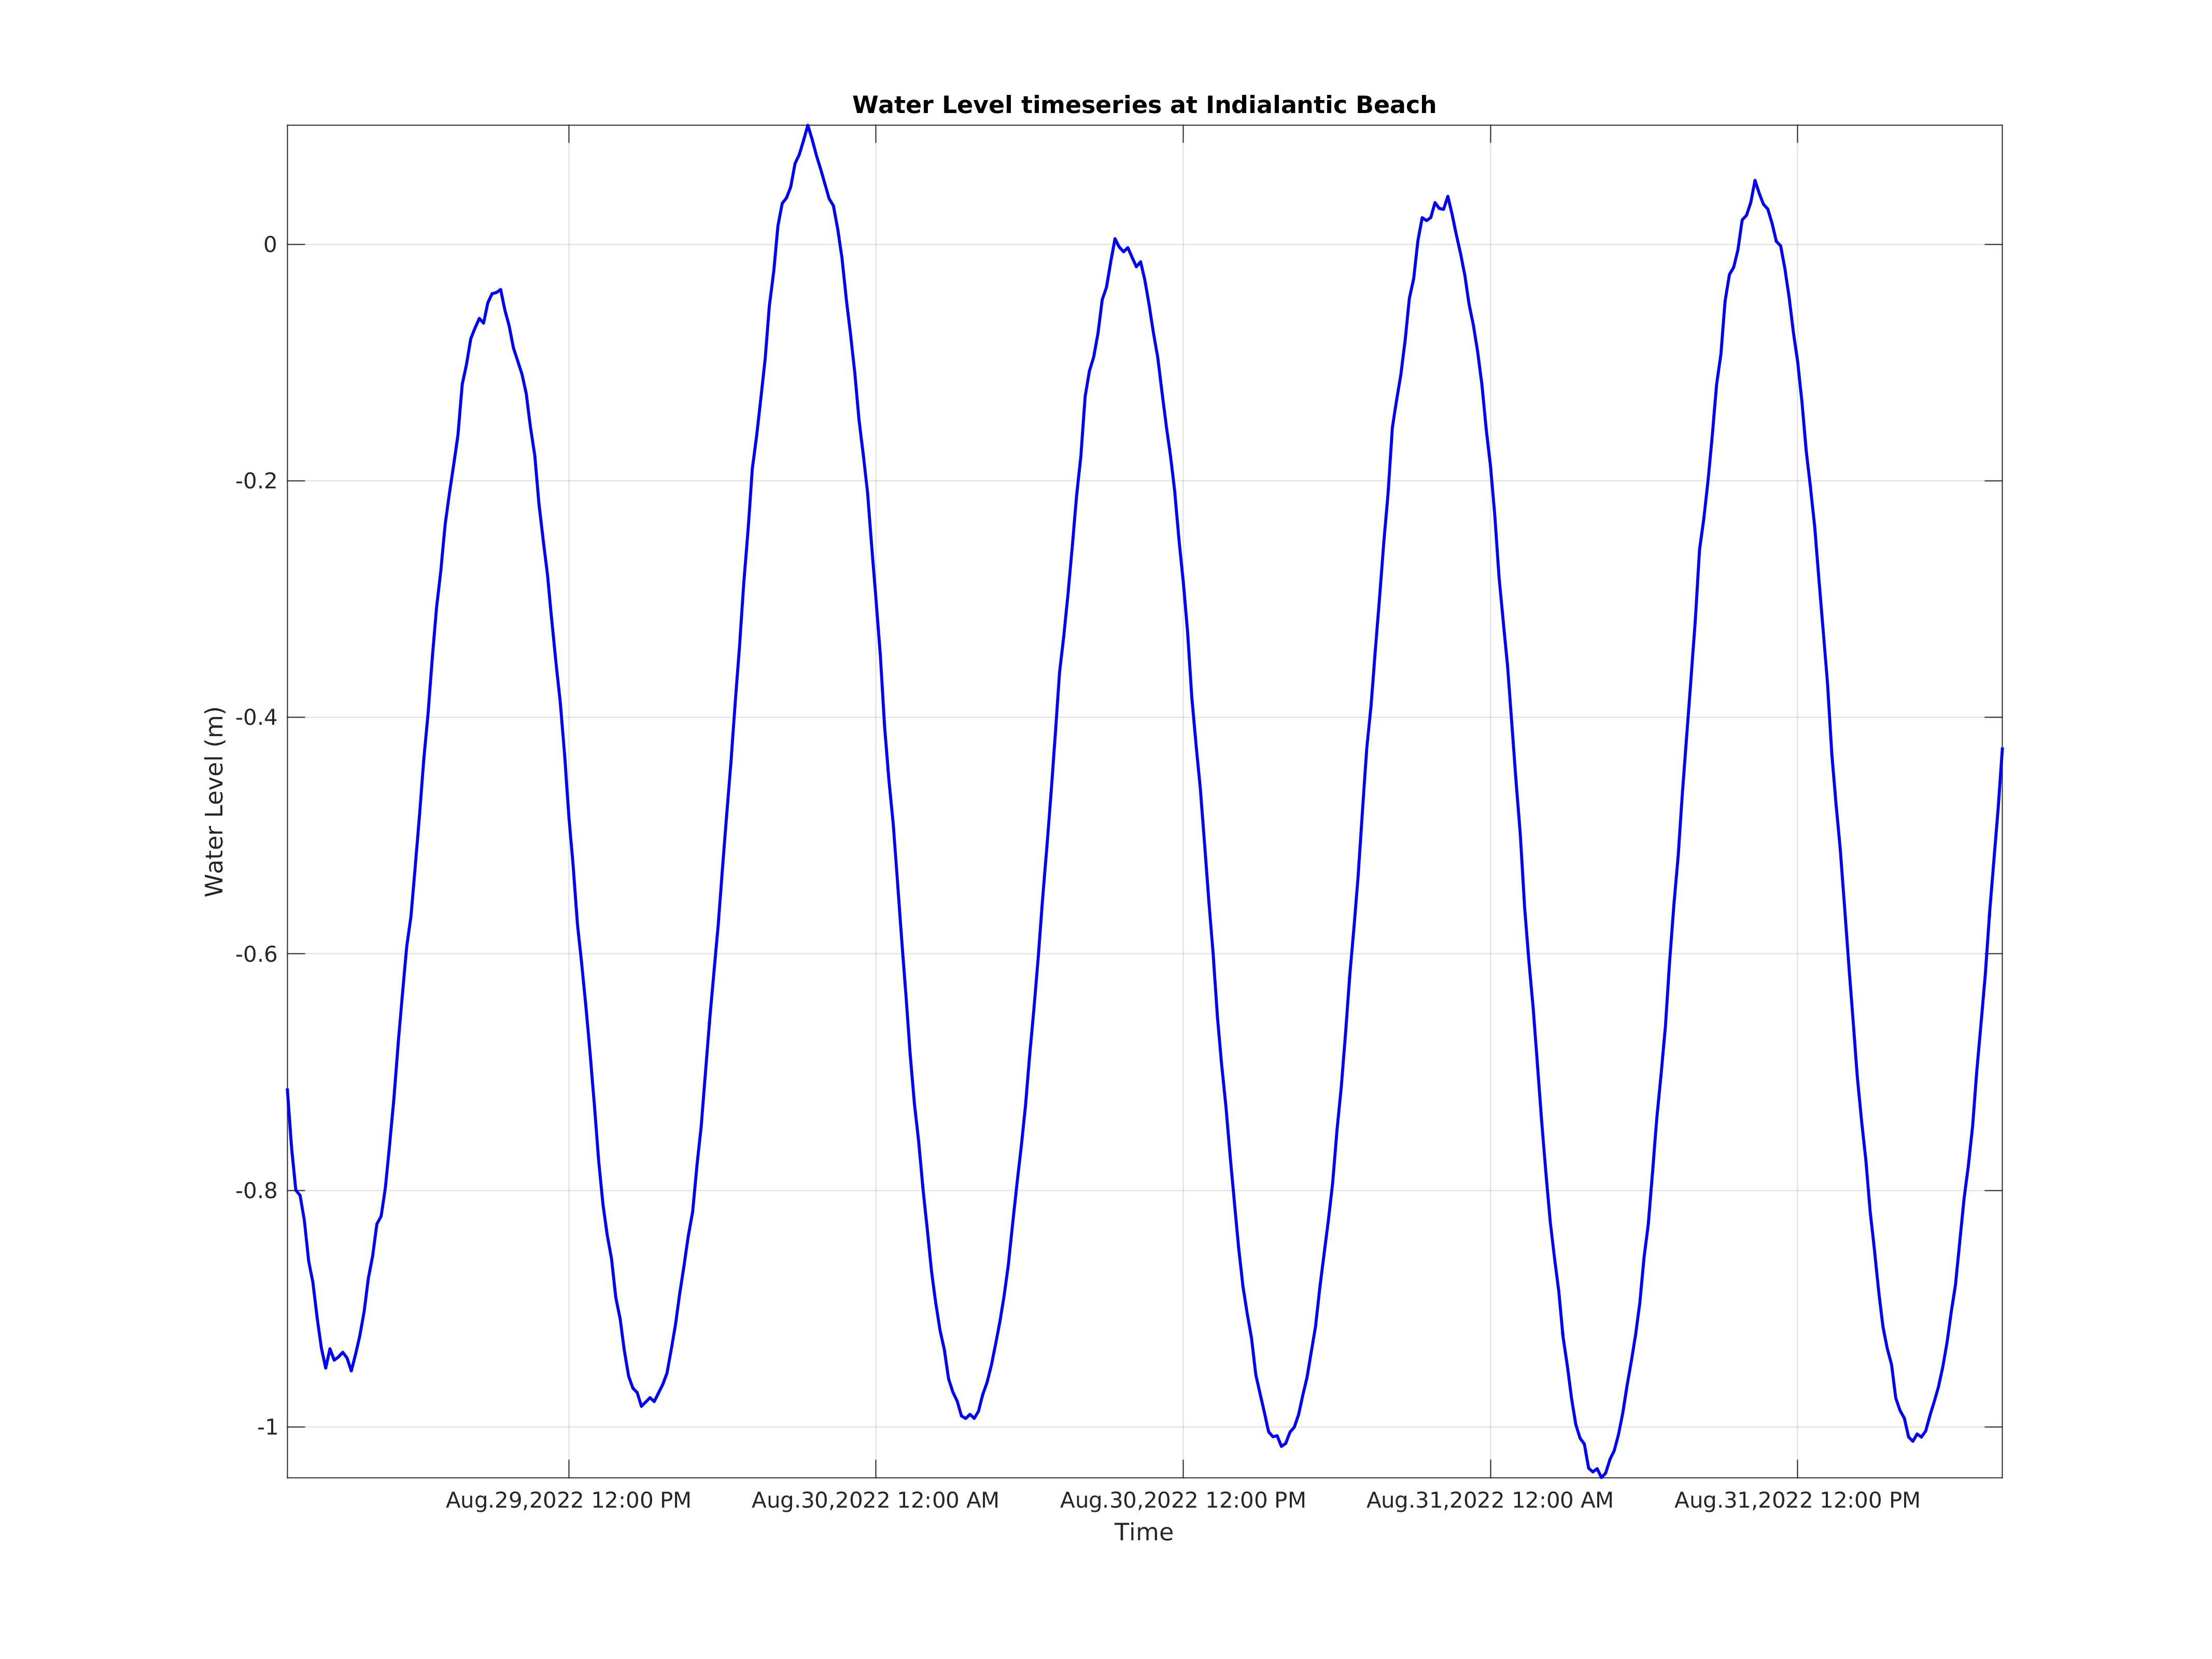 Water Level timeseries at Indialantic Beach
0
-0.2
-0.4
-0.6
-0.8
-1
Water Level (m)
Aug.29,2022 12:00 PM
Aug.30,2022 12:00 AM
Aug.30,2022 12:00 PM
Aug.31,2022 12:00 AM
Aug.31,2022 12:00 PM
Time